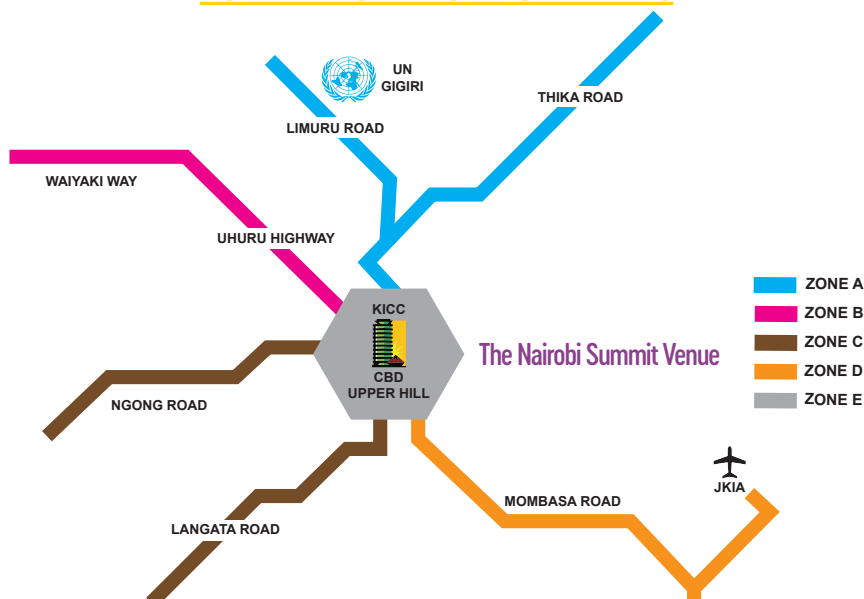 UN
GIGIRI
THIKA ROAD
LIMURU ROAD
WAIYAKI WAY
UHURU HIGHWAY
ZONE A
ZONE B
ZONE C
ZONE D
ZONE E
KICC
The Nairobi Summit Venue
CBD
UPPER HILL
NGONG ROAD
JKIA
MOMBASA ROAD
LANGATA ROAD